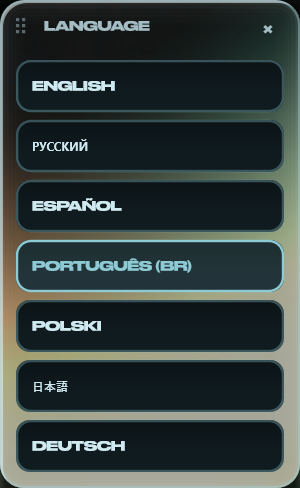 LANGUAGE
ENGLISH
РУССКИЙ
ESPAÑOL
PORTUGUÊS (BR)
POLSKI
日本語
DEUTSCH